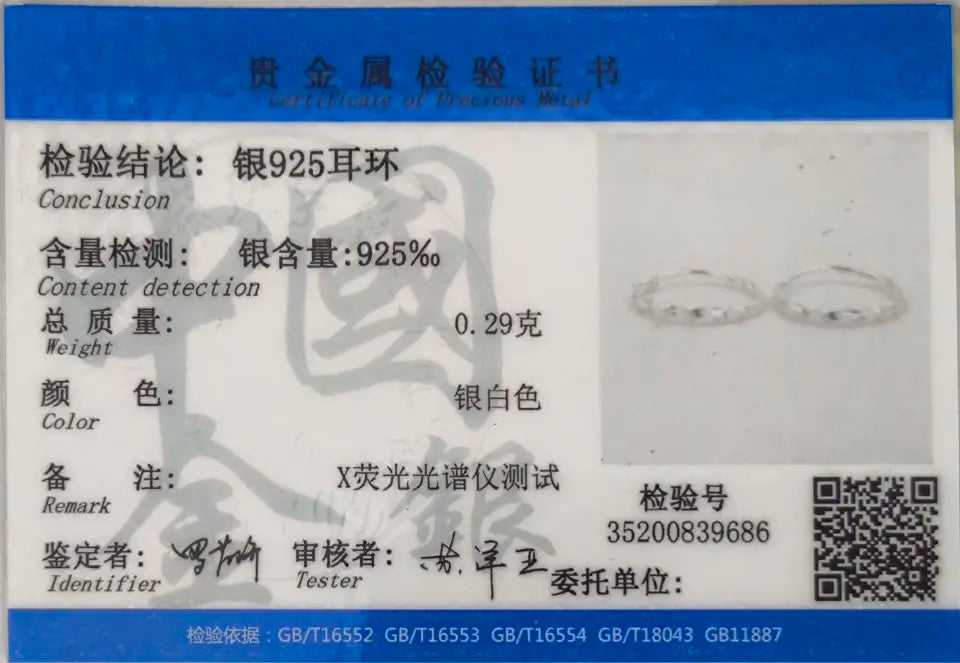 贵金属检验证书
Certificate of Precious Metal
检验结论: 银925耳环
Conclusion
含量检测: 银含量:925‰
Content detection
总质量: 0.29克
Weight
颜色: 银白色
Color
备注: X荧光光谱仪测试
Remark
检验号
35200839686
鉴定者: 审核者:
Identifier Tester
委托单位:
检验依据：GB/T16552 GB/T16553 GB/T16554 GB/T18043 GB11887
中國
金銀